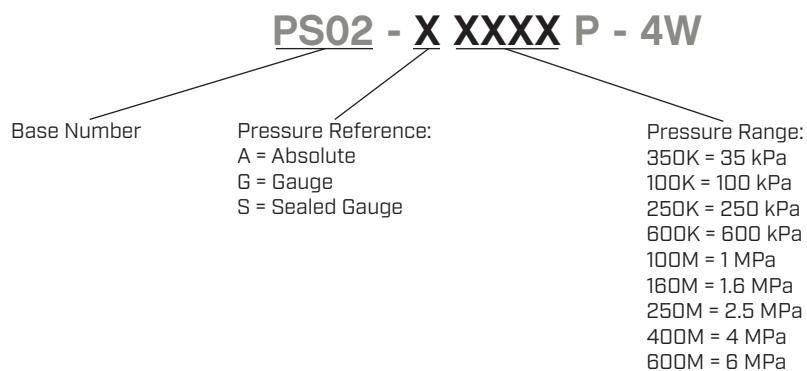 PS02 - X XXXX P - 4W
Base Number
Pressure Reference:
A = Absolute
G = Gauge
S = Sealed Gauge
Pressure Range:
350K = 35 kPa
100K = 100 kPa
250K = 250 kPa
600K = 600 kPa
100M = 1 MPa
160M = 1.6 MPa
250M = 2.5 MPa
400M = 4 MPa
600M = 6 MPa